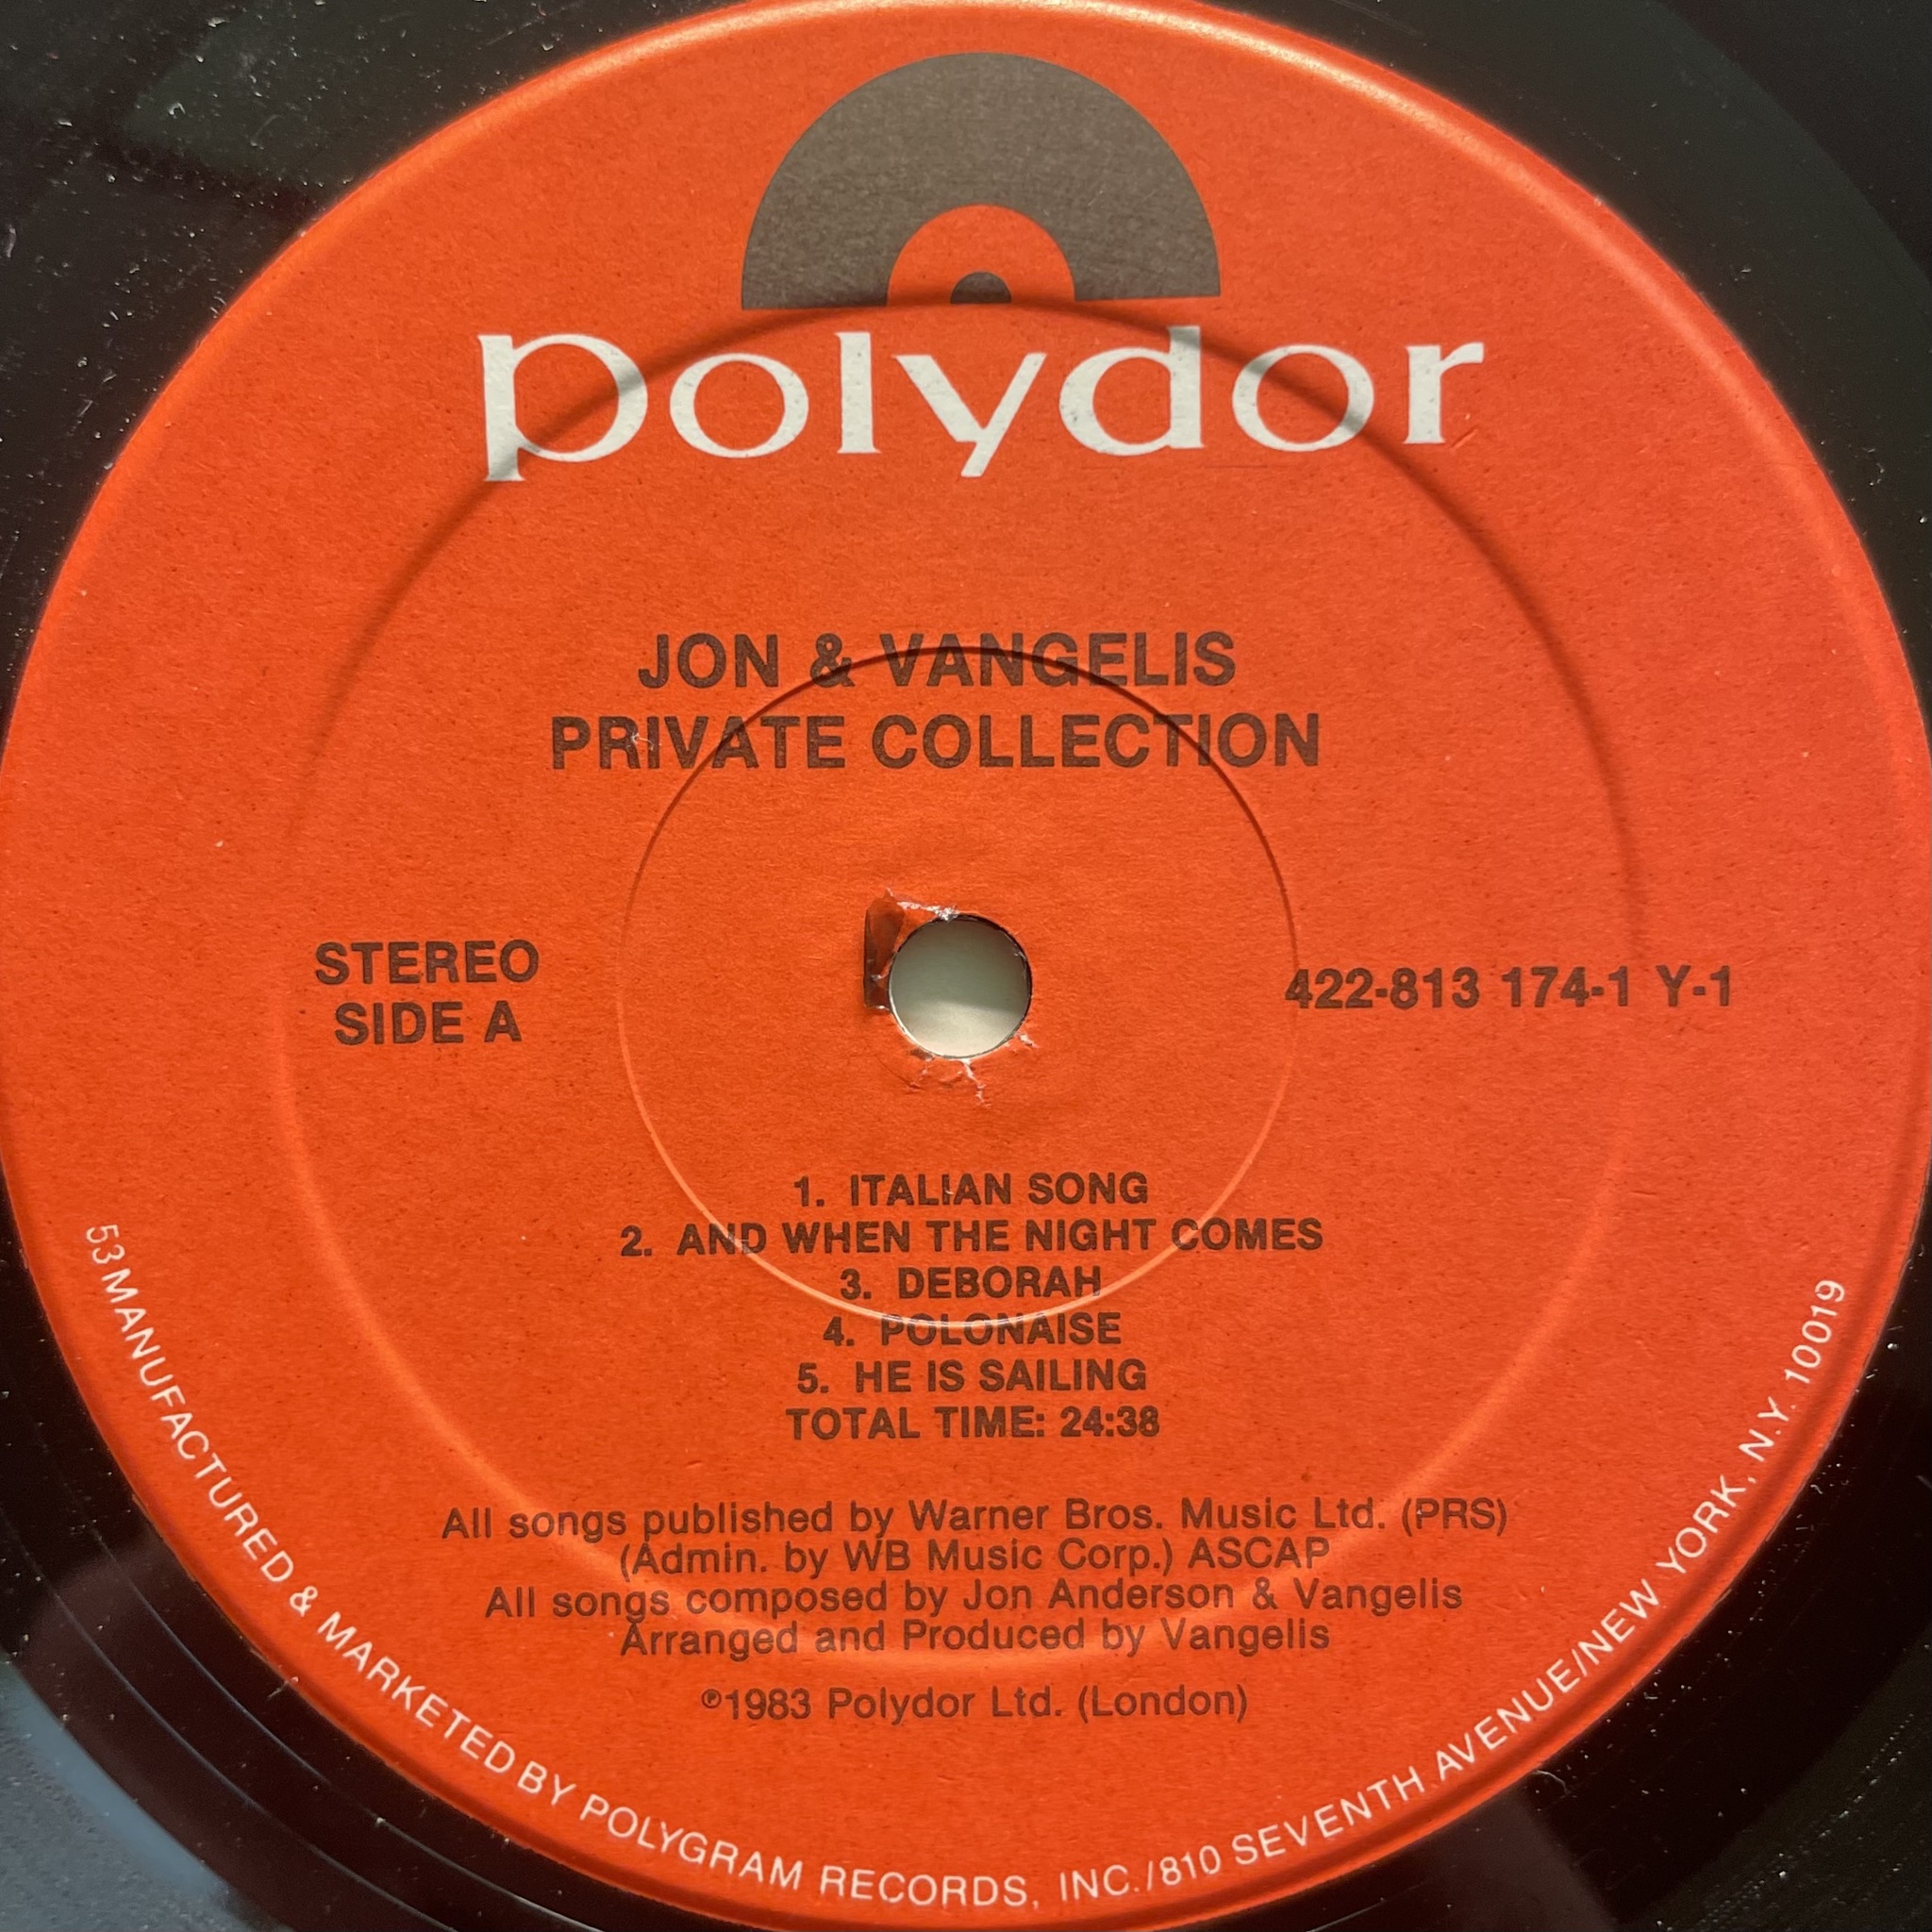 polydor
JON & VANGELIS
PRIVATE COLLECTION
STEREO
SIDE A
422-813 174-1 Y-1
1. ITALIAN SONG
2. AND WHEN THE NIGHT COMES
3. DEBORAH
4. POLONAISE
5. HE IS SAILING
TOTAL TIME: 24:38
All songs published by Warner Bros. Music Ltd. (PRS)
(Admin. by WB Music Corp.) ASCAP
All songs composed by Jon Anderson & Vangelis
Arranged and Produced by Vangelis
℗1983 Polydor Ltd. (London)
53 MANUFACTURED & MARKETED BY POLYGRAM RECORDS, INC./810 SEVENTH AVENUE/NEW YORK, N.Y. 10019